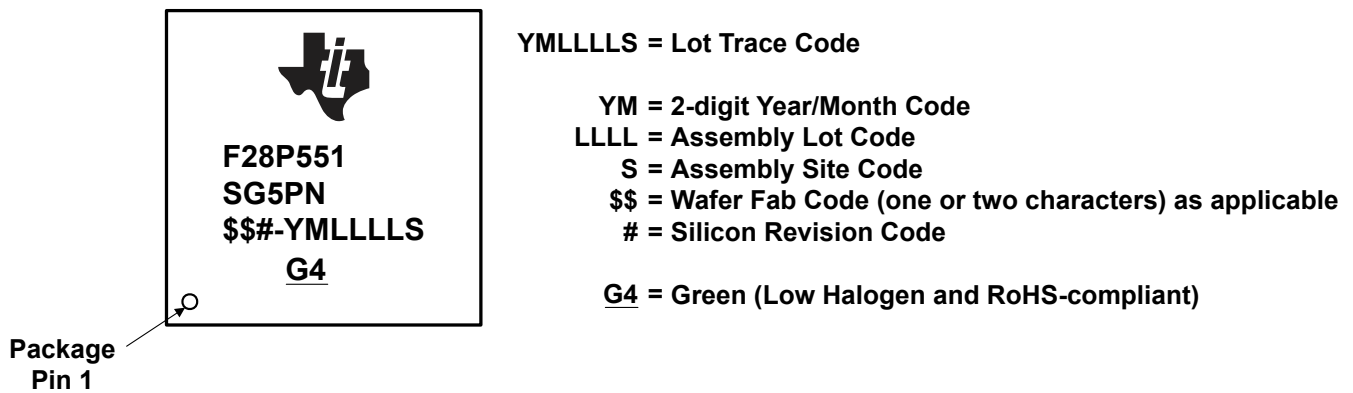 F28P551
SG5PN
$$#-YMLLLLS
G4
Package
Pin 1
YMLLLLS = Lot Trace Code
YM = 2-digit Year/Month Code
LLLL = Assembly Lot Code
S = Assembly Site Code
$$ = Wafer Fab Code (one or two characters) as applicable
# = Silicon Revision Code
G4 = Green (Low Halogen and RoHS-compliant)